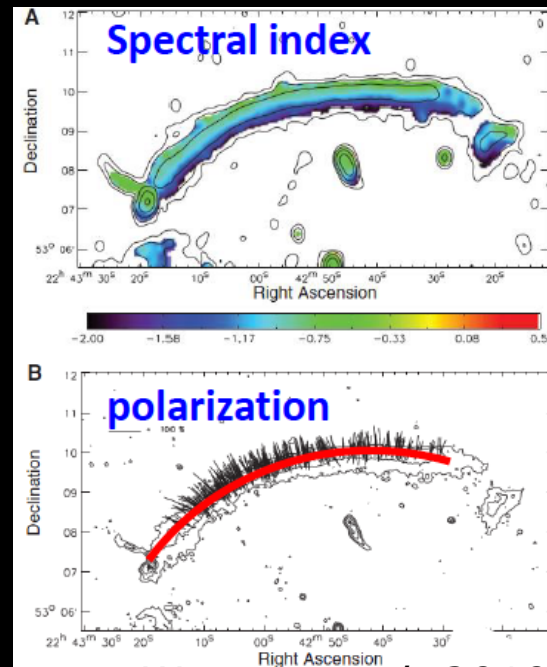 A
Spectral index
12
11
10
09
08
07
53° 06'
Declination
22ʰ 43ᵐ 30ˢ 20ˢ 10ˢ 00ˢ 42ᵐ 50ˢ 40ˢ 30ˢ 20ˢ
Right Ascension
−2.00 −1.58 −1.17 −0.75 −0.33 0.08 0.5
B
polarization
100 %
12
11
10
09
08
07
53° 06'
Declination
22ʰ 43ᵐ 30ˢ 20ˢ 10ˢ 00ˢ 42ᵐ 50ˢ 40ˢ 30ˢ
Right Ascension